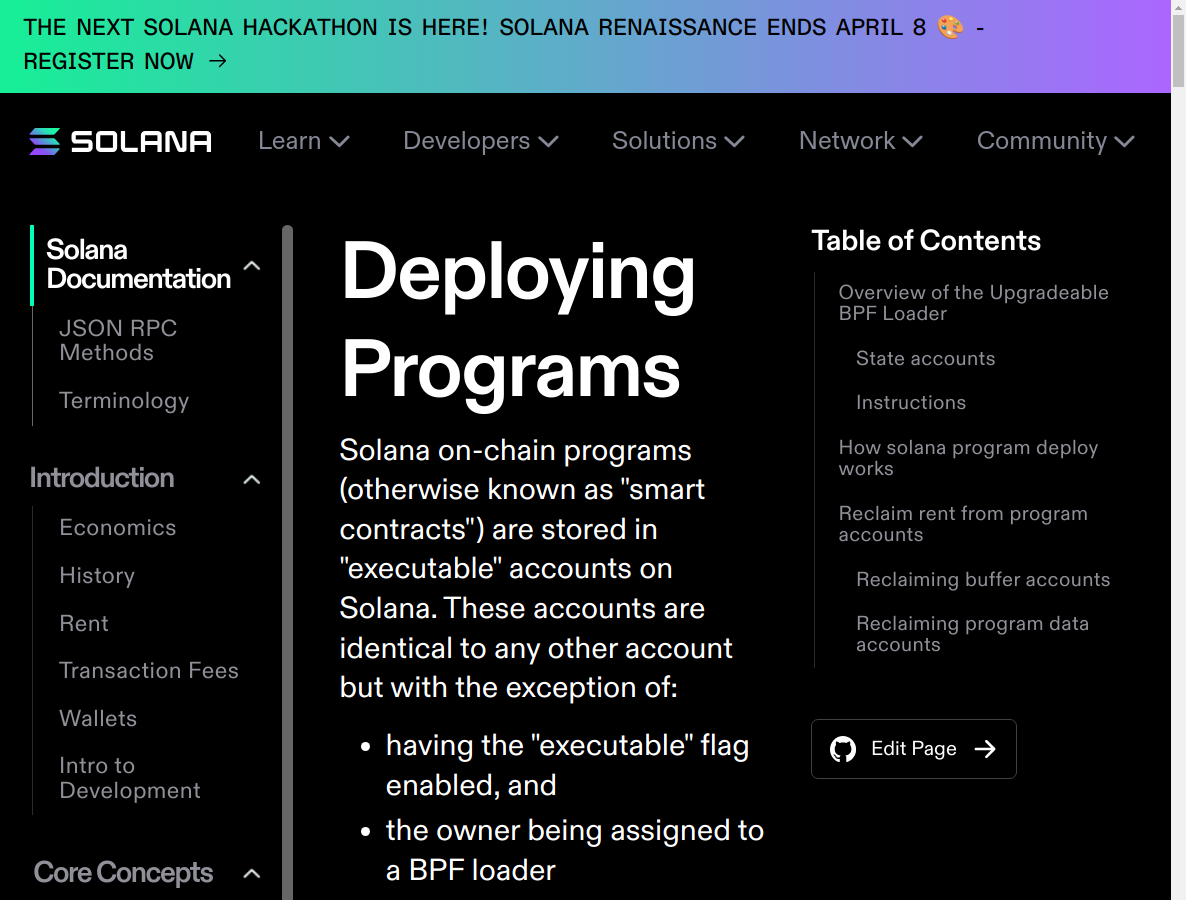 THE NEXT SOLANA HACKATHON IS HERE! SOLANA RENAISSANCE ENDS APRIL 8 🎨 -
REGISTER NOW →
SOLANA
Learn
Developers
Solutions
Network
Community
Solana
Documentation
JSON RPC
Methods
Terminology
Introduction
Economics
History
Rent
Transaction Fees
Wallets
Intro to
Development
Core Concepts
Deploying
Programs
Solana on-chain programs
(otherwise known as "smart
contracts") are stored in
"executable" accounts on
Solana. These accounts are
identical to any other account
but with the exception of:
• having the "executable" flag
enabled, and
• the owner being assigned to
a BPF loader
Table of Contents
Overview of the Upgradeable
BPF Loader
State accounts
Instructions
How solana program deploy
works
Reclaim rent from program
accounts
Reclaiming buffer accounts
Reclaiming program data
accounts
Edit Page →